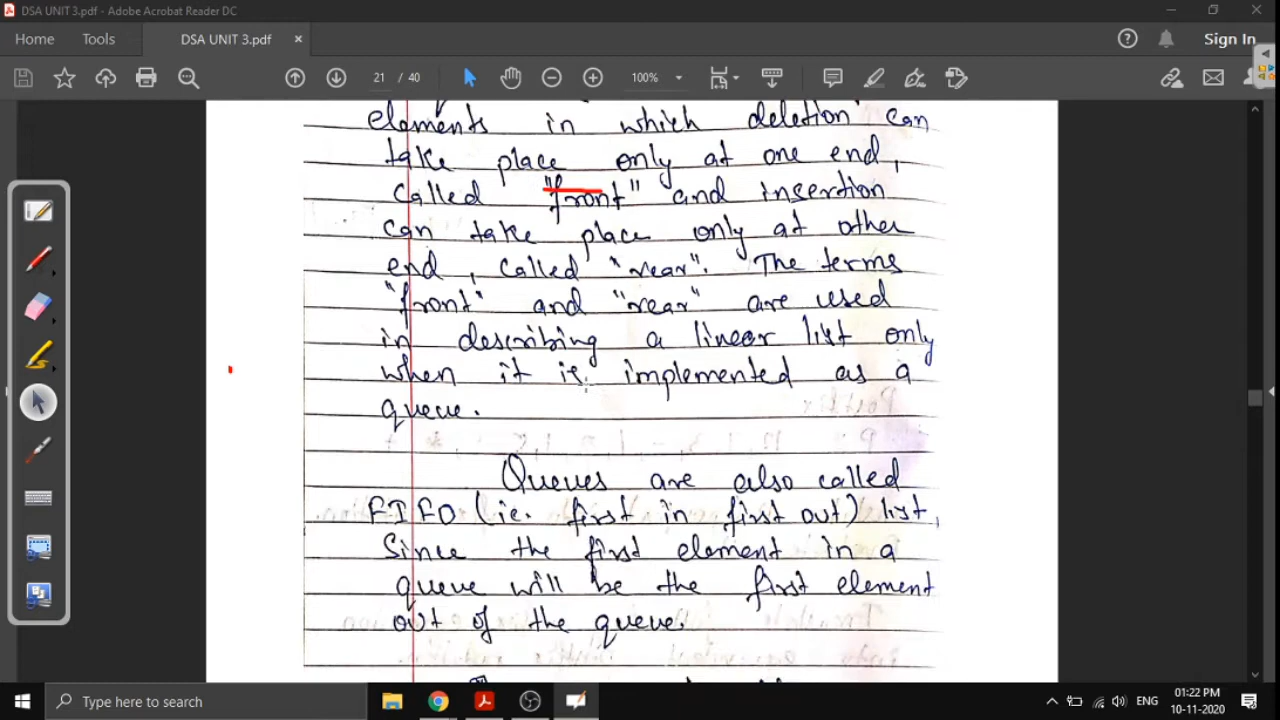 DSA UNIT 3.pdf - Adobe Acrobat Reader DC
Home Tools DSA UNIT 3.pdf × Sign In
21 / 40 100%
elements in which deletion can
take place only at one end,
called "front" and insertion
can take place only at other
end, called "rear". The terms
"front" and "rear" are used
in describing a linear list only
when it is implemented as a
queue.
Queues are also called
FIFO (ie. first in first out) list,
Since the first element in a
queue will be the first element
out of the queue.
Type here to search
ENG
01:22 PM
10-11-2020